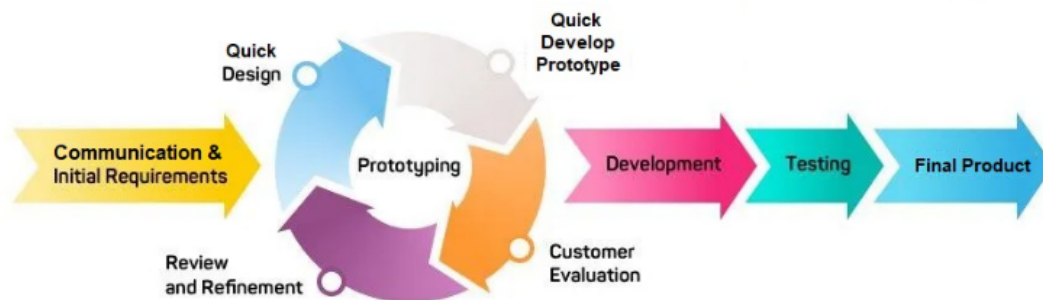 Quick
Design
Quick
Develop
Prototype
Communication &
Initial Requirements
Prototyping
Development
Testing
Final Product
Review
and Refinement
Customer
Evaluation